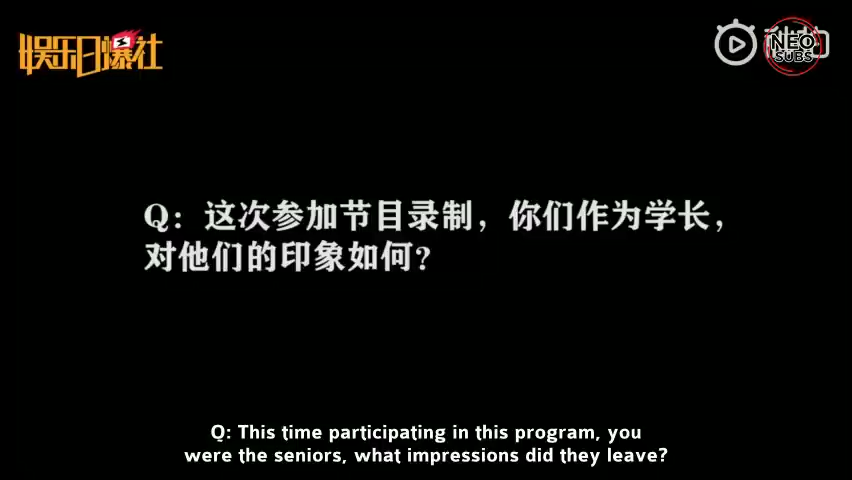 娱乐日爆社
NEO
SUBS
Q：这次参加节目录制，你们作为学长，
对他们的印象如何？
Q: This time participating in this program, you
were the seniors, what impressions did they leave?